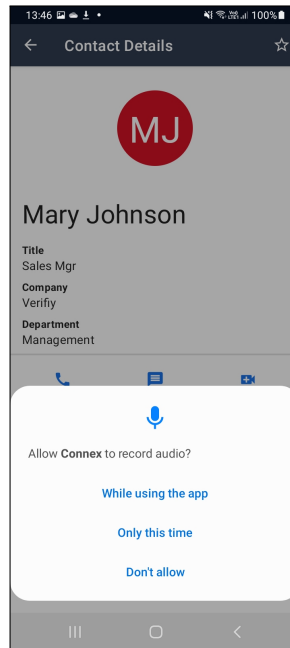 13:46 100%
Contact Details
MJ
Mary Johnson
Title
Sales Mgr
Company
Verifiy
Department
Management
Allow Connex to record audio?
While using the app
Only this time
Don't allow